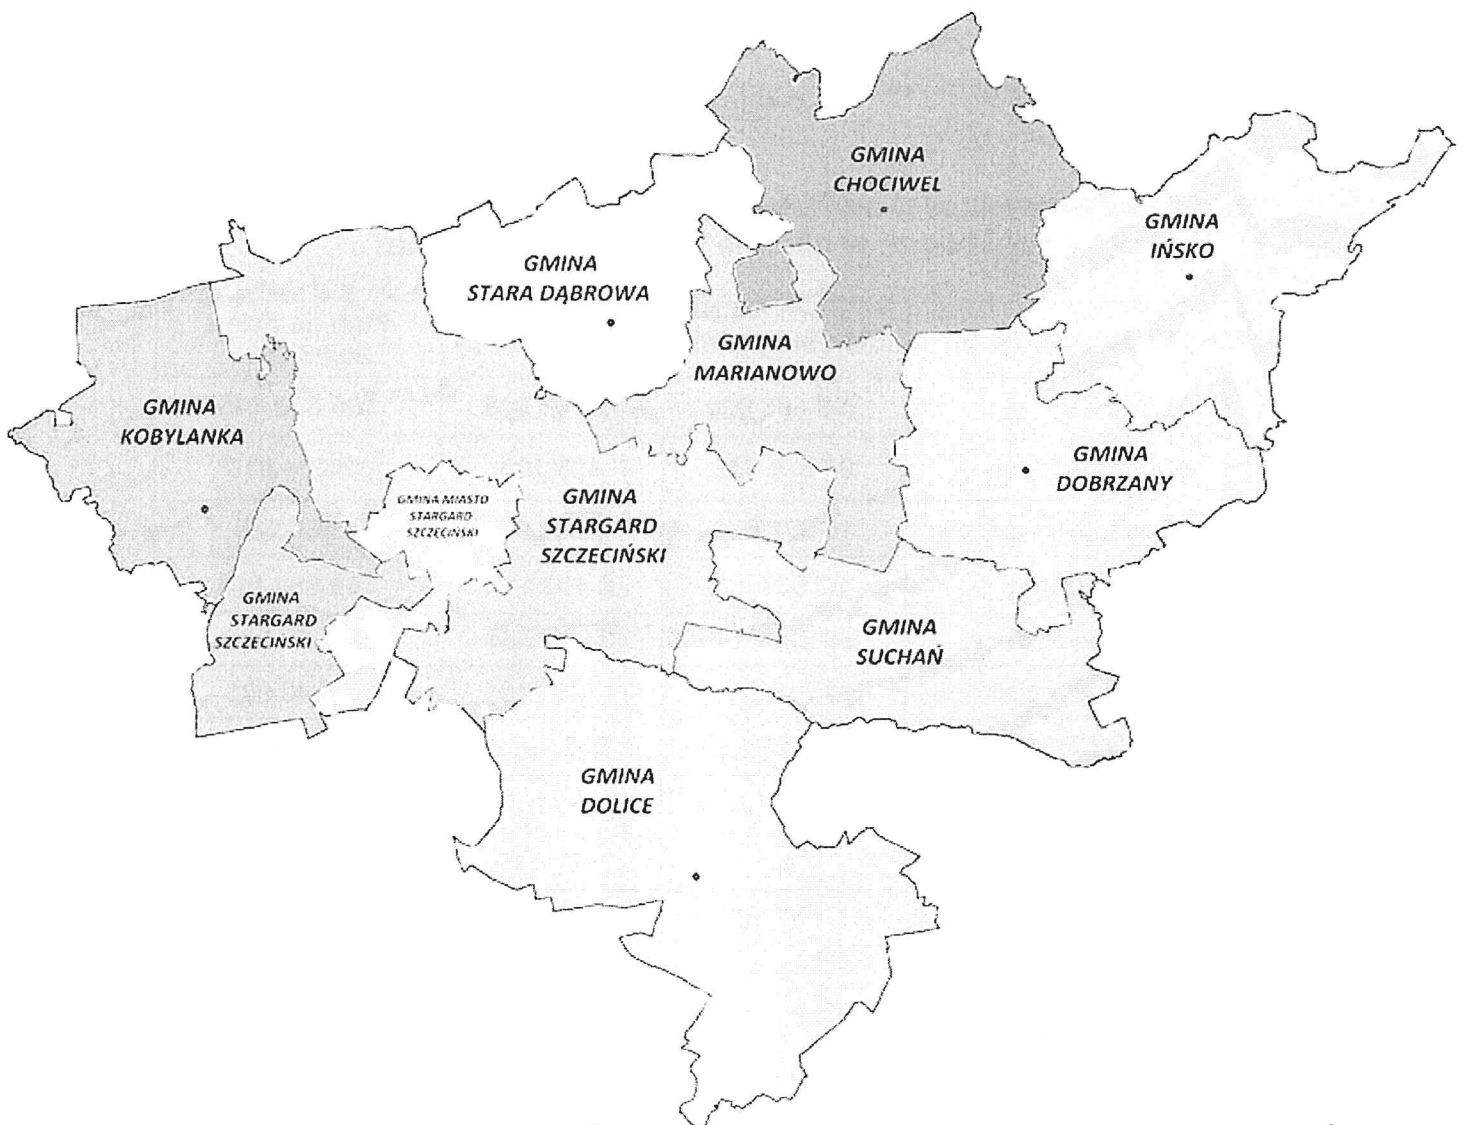 GMINA
CHOCIWEL
GMINA
IŃSKO
GMINA
STARA DĄBROWA
GMINA
MARIANOWO
GMINA
KOBYLANKA
GMINA
DOBRZANY
GMINA MIASTO
STARGARD
SZCZECIŃSKI
GMINA
STARGARD
SZCZECIŃSKI
GMINA
STARGARD
SZCZECIŃSKI
GMINA
SUCHAŃ
GMINA
DOLICE